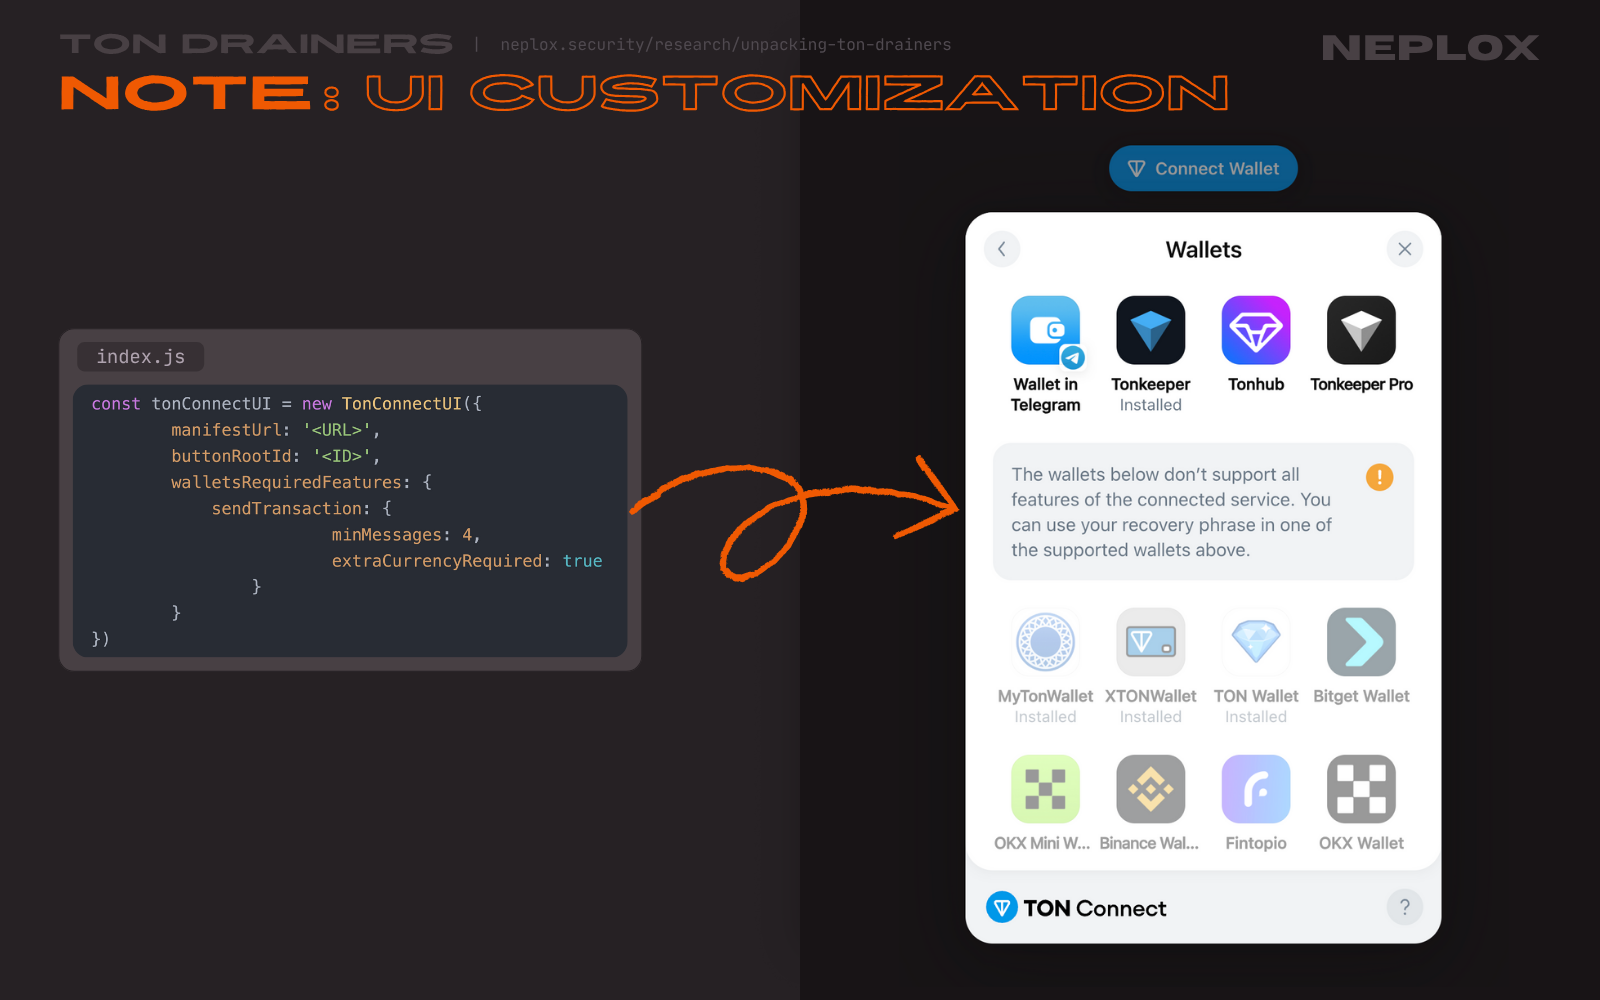 TON DRAINERS | neplox.security/research/unpacking-ton-drainers
NEPLOX
NOTE: UI CUSTOMIZATION
index.js
const tonConnectUI = new TonConnectUI({
manifestUrl: '<URL>',
buttonRootId: '<ID>',
walletsRequiredFeatures: {
sendTransaction: {
minMessages: 4,
extraCurrencyRequired: true
}
}
})
Connect Wallet
Wallets
Wallet in
Telegram
Tonkeeper
Installed
Tonhub
Tonkeeper Pro
The wallets below don’t support all
features of the connected service. You
can use your recovery phrase in one of
the supported wallets above.
!
MyTonWallet
Installed
XTONWallet
Installed
TON Wallet
Installed
Bitget Wallet
OKX Mini W...
Binance Wal...
Fintopio
OKX Wallet
TON Connect
?